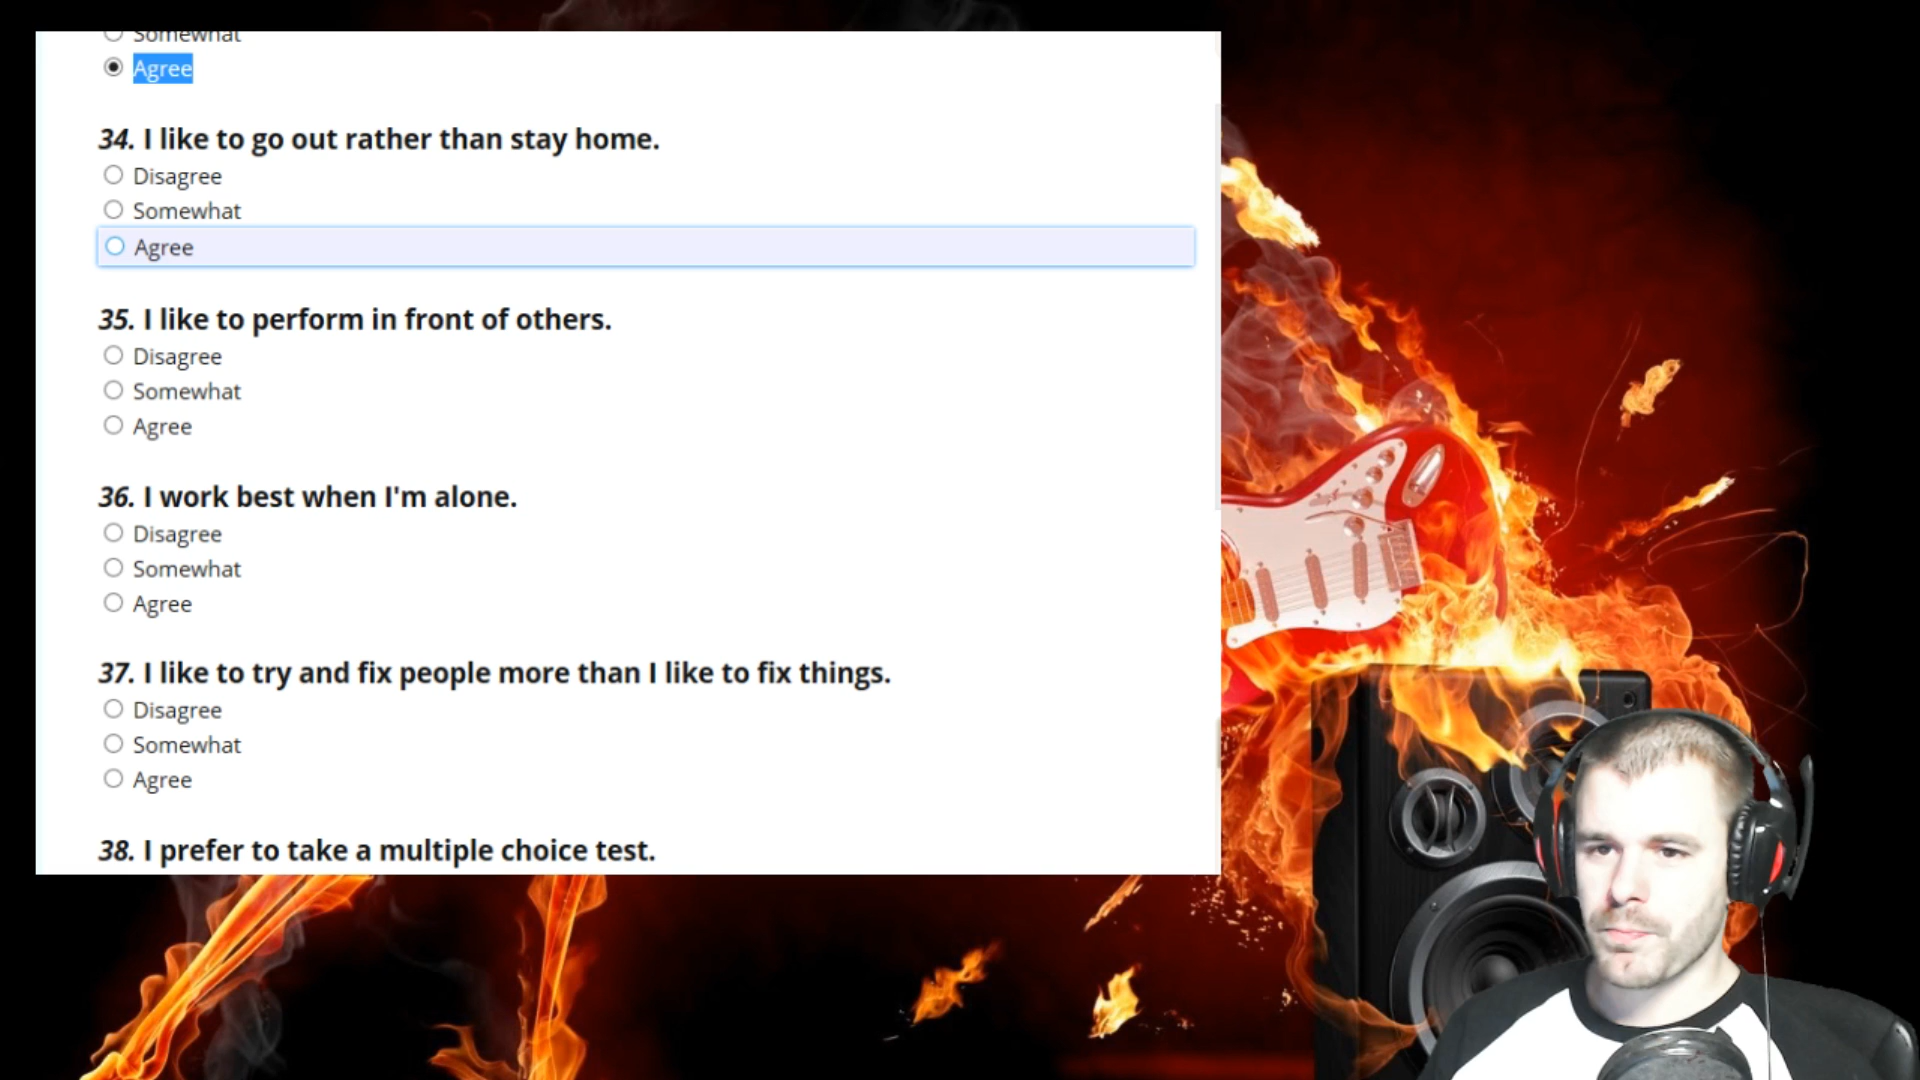 Somewhat
Agree
34. I like to go out rather than stay home.
Disagree
Somewhat
Agree
35. I like to perform in front of others.
Disagree
Somewhat
Agree
36. I work best when I'm alone.
Disagree
Somewhat
Agree
37. I like to try and fix people more than I like to fix things.
Disagree
Somewhat
Agree
38. I prefer to take a multiple choice test.